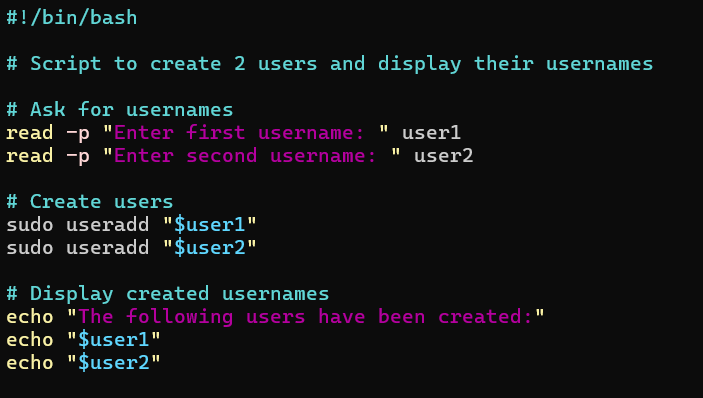 #!/bin/bash
# Script to create 2 users and display their usernames
# Ask for usernames
read -p "Enter first username: " user1
read -p "Enter second username: " user2
# Create users
sudo useradd "$user1"
sudo useradd "$user2"
# Display created usernames
echo "The following users have been created:"
echo "$user1"
echo "$user2"